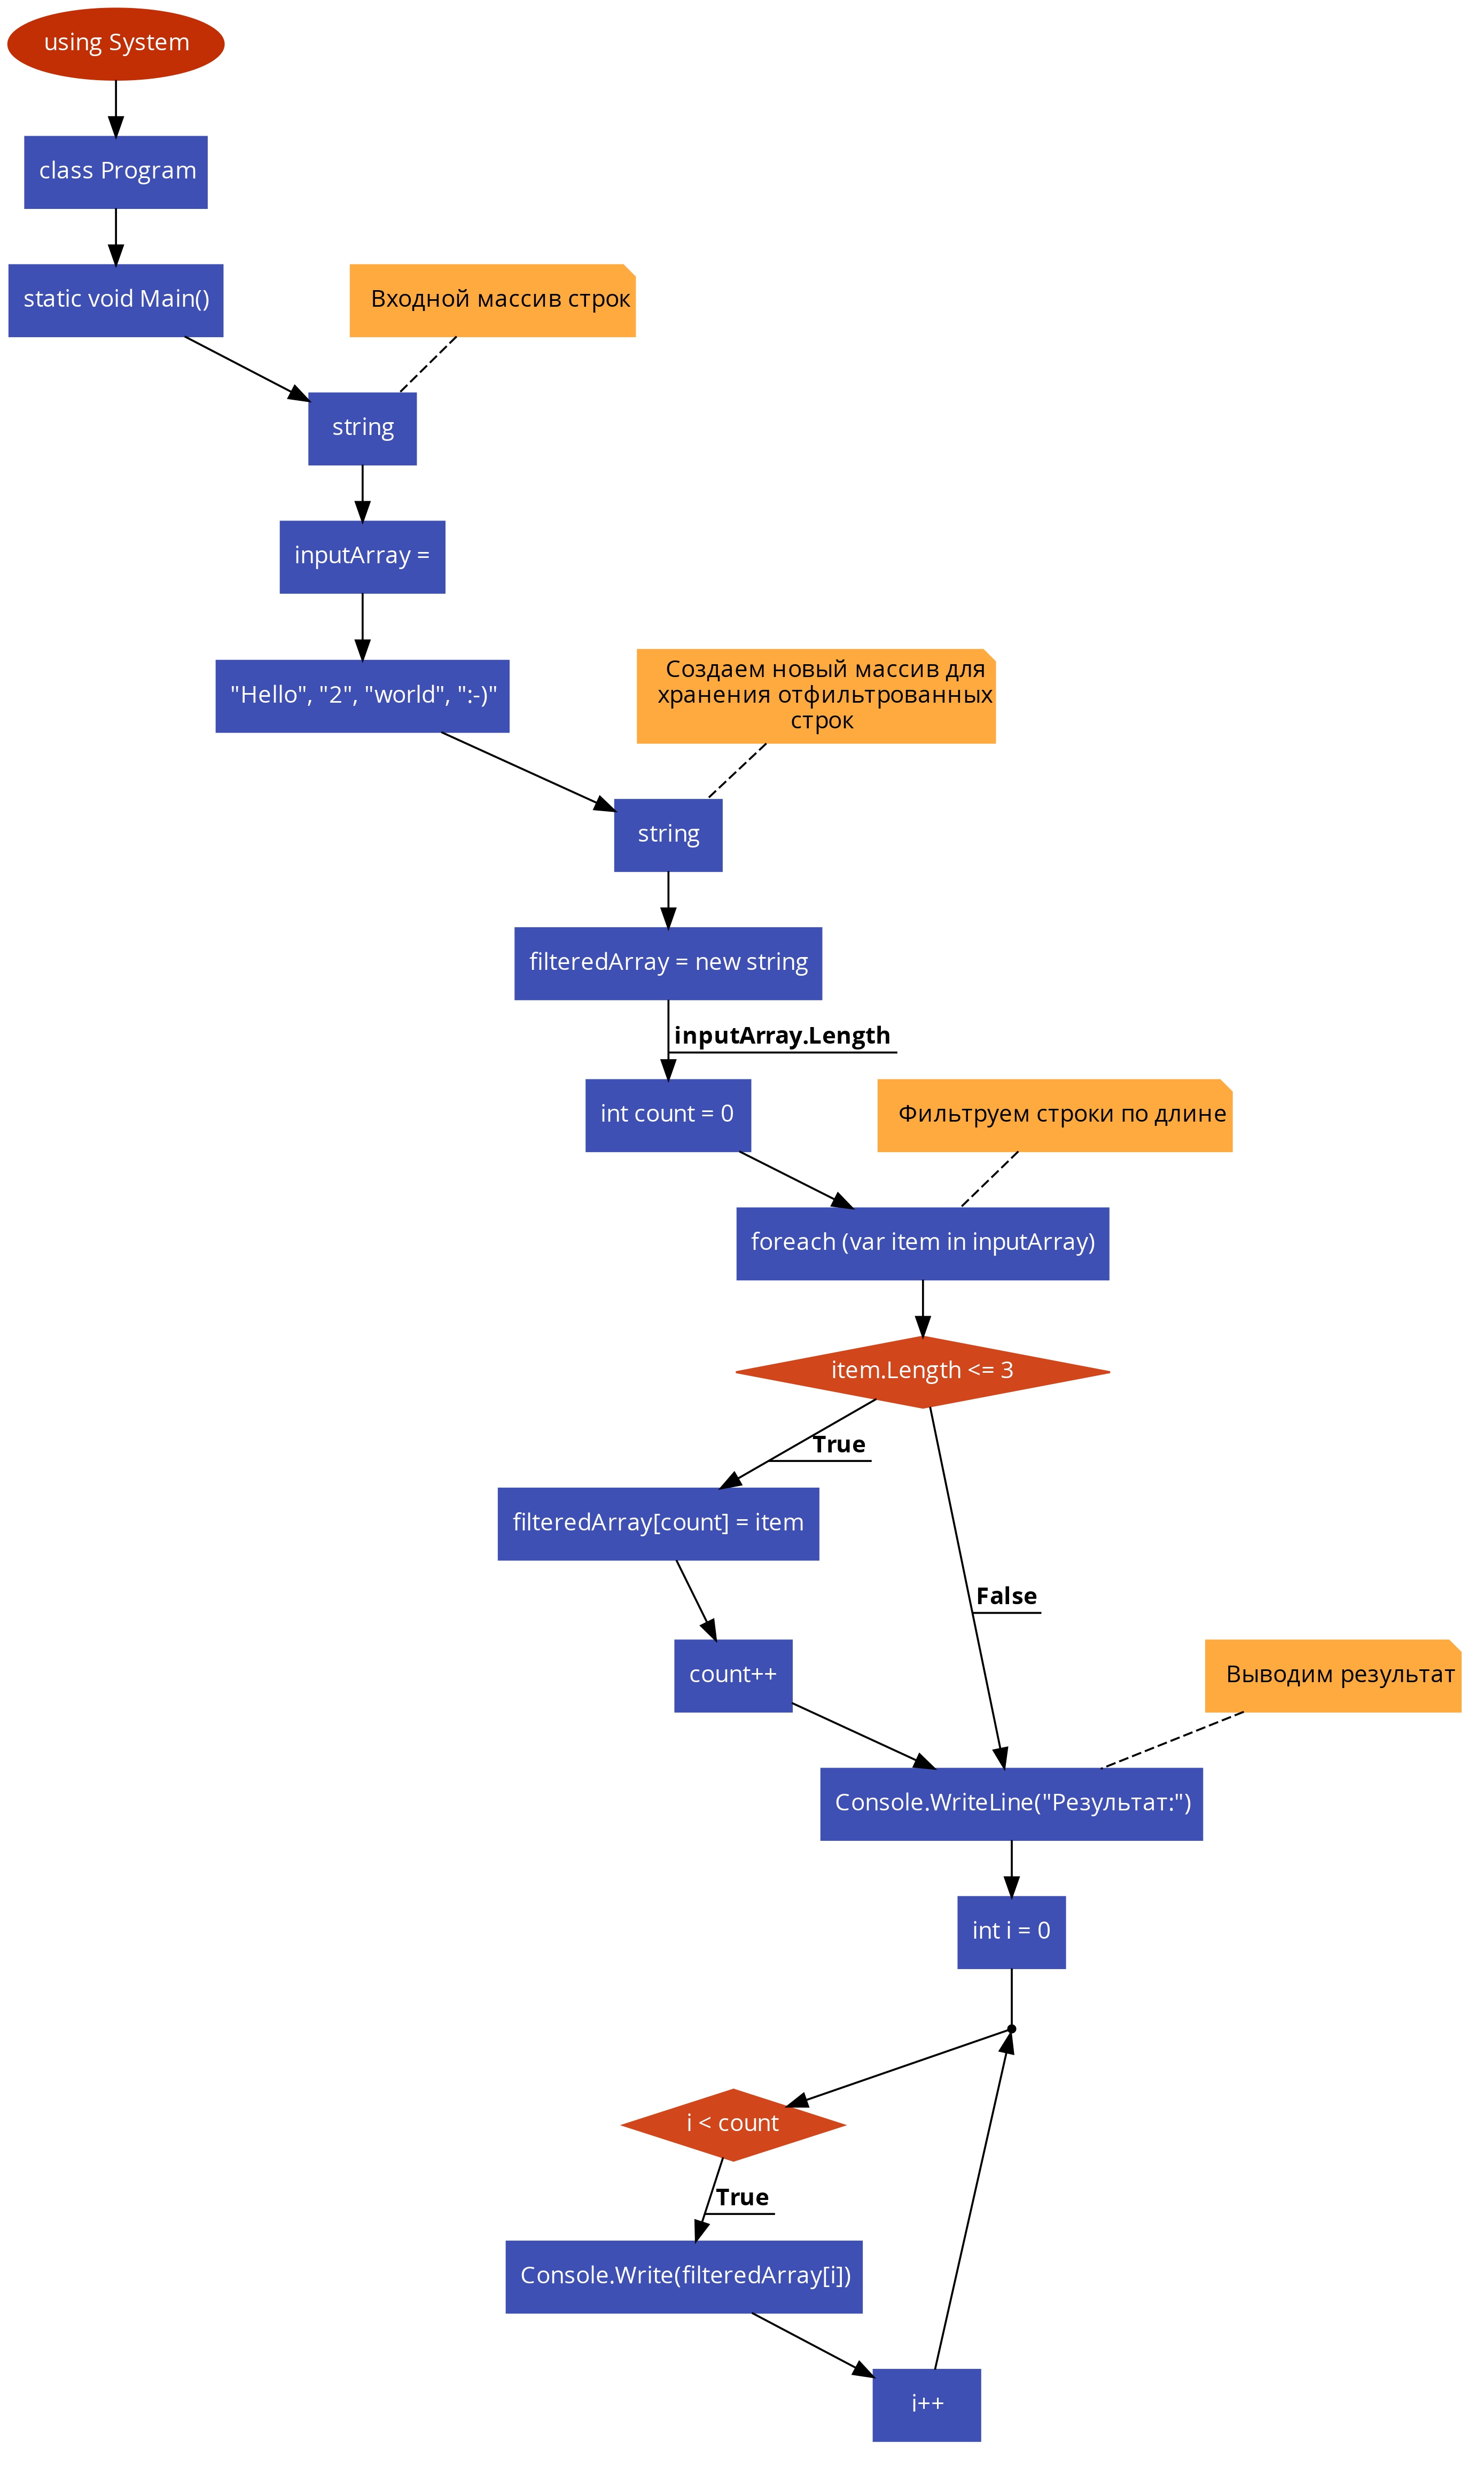 using System
class Program
static void Main()
Входной массив строк
string
inputArray =
"Hello", "2", "world", ":-)"
Создаем новый массив для
хранения отфильтрованных
строк
string
filteredArray = new string
inputArray.Length
int count = 0
Фильтруем строки по длине
foreach (var item in inputArray)
item.Length <= 3
True
filteredArray[count] = item
False
count++
Выводим результат
Console.WriteLine("Результат:")
int i = 0
i < count
True
Console.Write(filteredArray[i])
i++